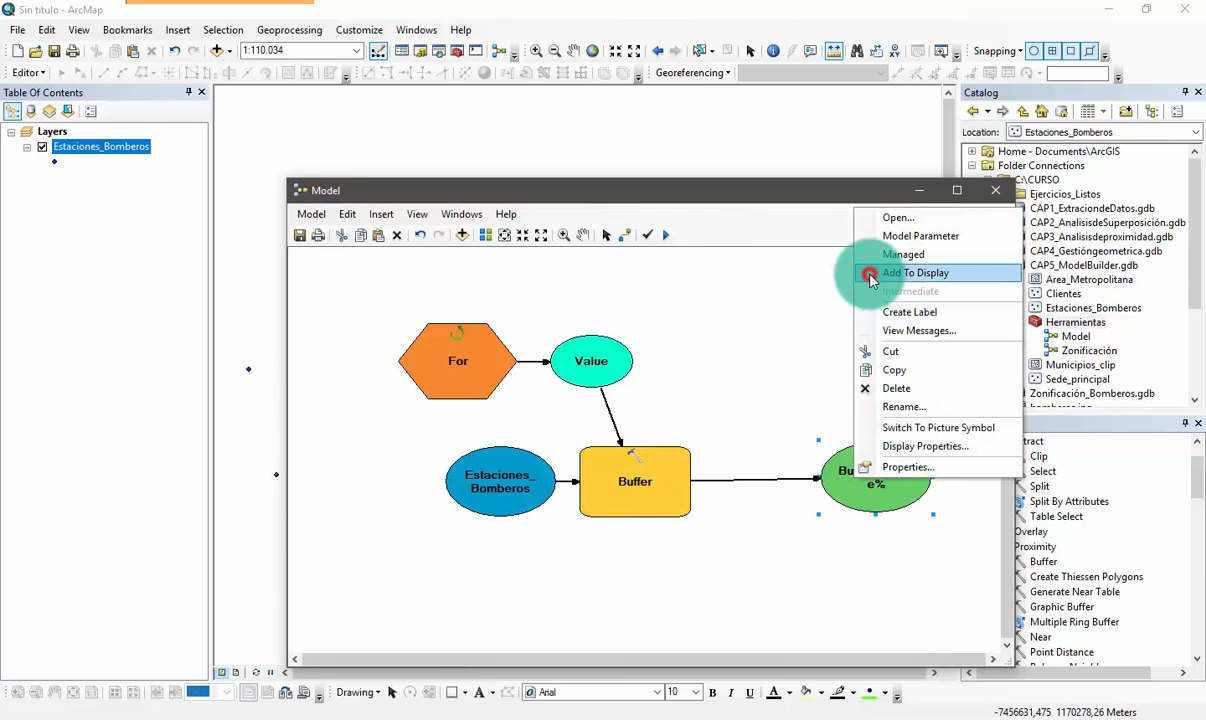 Sin título - ArcMap
File Edit View Bookmarks Insert Selection Geoprocessing Customize Windows Help
1:110.034
Snapping
Editor
Georeferencing
Table Of Contents
Layers
Estaciones_Bomberos
Catalog
Location: Estaciones_Bomberos
Home - Documents\ArcGIS
Folder Connections
C:\CURSO
Ejercicios_Listos
CAP1_ExtraciondeDatos.gdb
CAP2_AnalisisdeSuperposición.gdb
CAP3_Analisisdeproximidad.gdb
CAP4_Gestióngeometrica.gdb
CAP5_ModelBuilder.gdb
Area_Metropolitana
Clientes
Estaciones_Bomberos
Herramientas
Model
Zonificación
Municipios_clip
Sede_principal
Zonificación_Bomberos.gdb
Model
Model Edit Insert View Windows Help
For
Value
Estaciones_
Bomberos
Buffer
e%
Open...
Model Parameter
Managed
Add To Display
Intermediate
Create Label
View Messages...
Cut
Copy
Delete
Rename...
Switch To Picture Symbol
Display Properties...
Properties...
Clip
Select
Split
Split By Attributes
Table Select
Overlay
Proximity
Buffer
Create Thiessen Polygons
Generate Near Table
Graphic Buffer
Multiple Ring Buffer
Near
Point Distance
Drawing
Arial
10
B I U A
-7456631,475 1170278,26 Meters